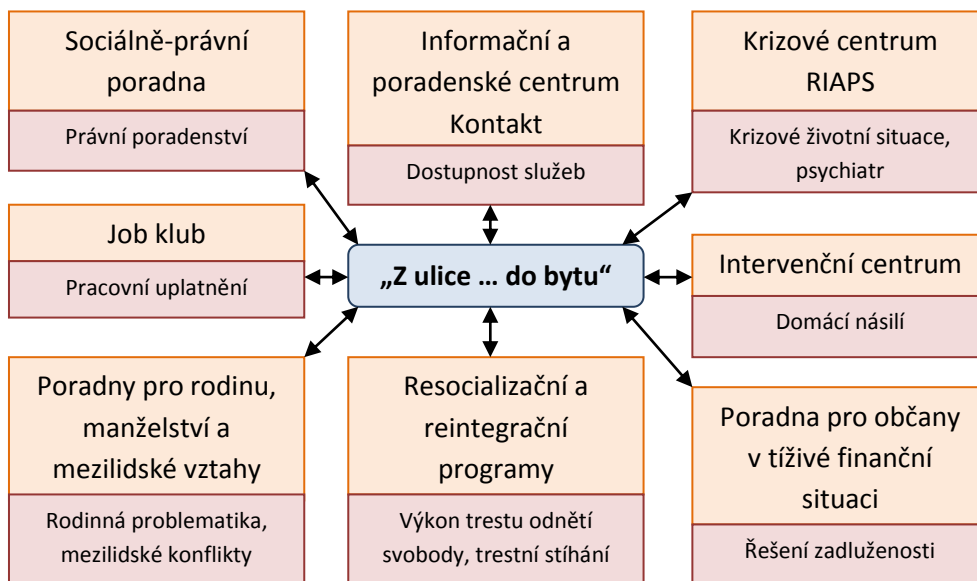 Sociálně-právní
poradna
Právní poradenství
Informační a
poradenské centrum
Kontakt
Dostupnost služeb
Krizové centrum
RIAPS
Krizové životní situace,
psychiatr
Job klub
Pracovní uplatnění
„Z ulice ... do bytu“
Intervenční centrum
Domácí násilí
Poradny pro rodinu,
manželství a
mezilidské vztahy
Rodinná problematika,
mezilidské konflikty
Resocializační a
reintegrační
programy
Výkon trestu odnětí
svobody, trestní stíhání
Poradna pro občany
v tíživé finanční
situaci
Řešení zadluženosti